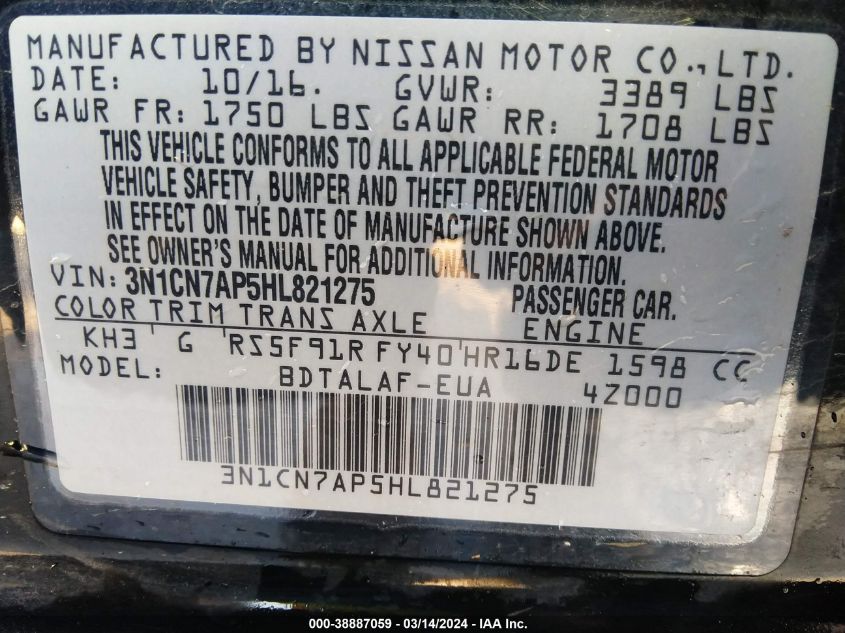 MANUFACTURED BY NISSAN MOTOR CO., LTD.
DATE: 10/16. GVWR: 3389 LBS
GAWR FR: 1750 LBS GAWR RR: 1708 LBS
THIS VEHICLE CONFORMS TO ALL APPLICABLE FEDERAL MOTOR
VEHICLE SAFETY, BUMPER AND THEFT PREVENTION STANDARDS
IN EFFECT ON THE DATE OF MANUFACTURE SHOWN ABOVE.
SEE OWNER'S MANUAL FOR ADDITIONAL INFORMATION.
VIN: 3N1CN7AP5HL821275 PASSENGER CAR.
COLOR TRIM TRANS AXLE ENGINE
KH3 ' G ' RS5F91R FY40 ' HR16DE 1598 CC
MODEL: BDTALAF-EUA 4Z000
3N1CN7AP5HL821275
000-38887059 - 03/14/2024 - IAA Inc.